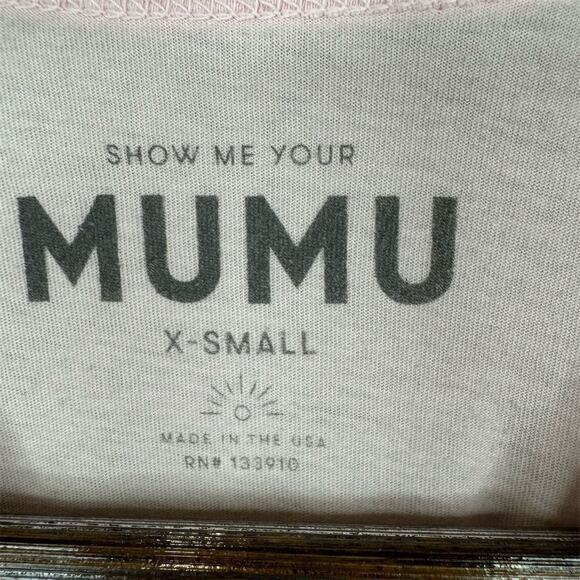 SHOW ME YOUR
MUMU
X-SMALL
MADE IN THE USA
RN# 133910